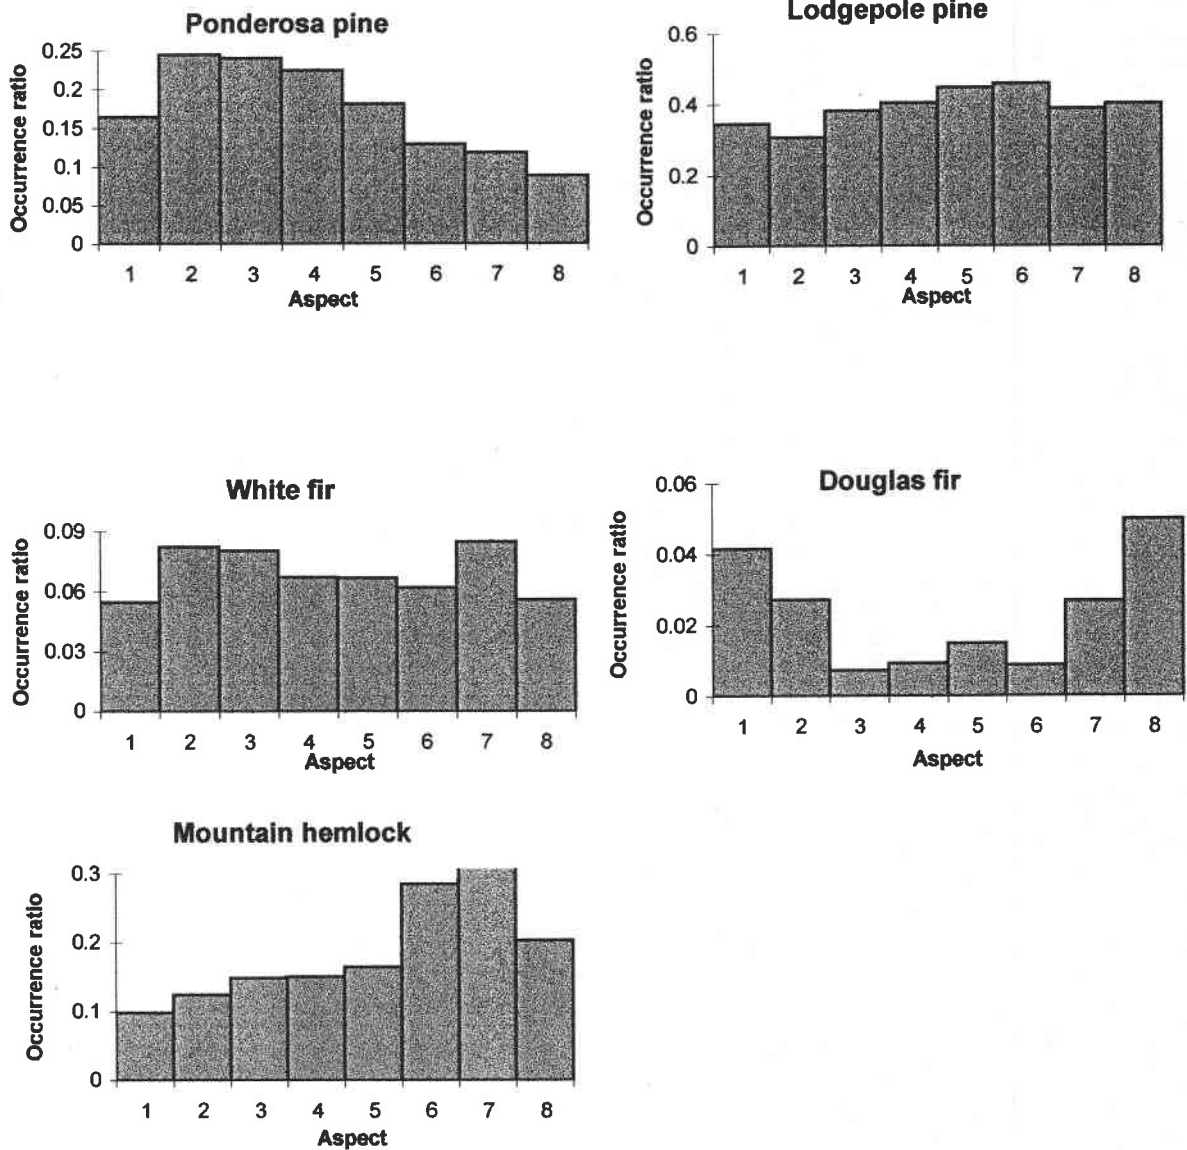 Ponderosa pine
Occurrence ratio
0.25
0.2
0.15
0.1
0.05
0
1 2 3 4 5 6 7 8
Aspect
Lodgepole pine
Occurrence ratio
0.6
0.4
0.2
0
1 2 3 4 5 6 7 8
Aspect
White fir
Occurrence ratio
0.09
0.06
0.03
0
1 2 3 4 5 6 7 8
Aspect
Douglas fir
Occurrence ratio
0.06
0.04
0.02
0
1 2 3 4 5 6 7 8
Aspect
Mountain hemlock
Occurrence ratio
0.3
0.2
0.1
0
1 2 3 4 5 6 7 8
Aspect